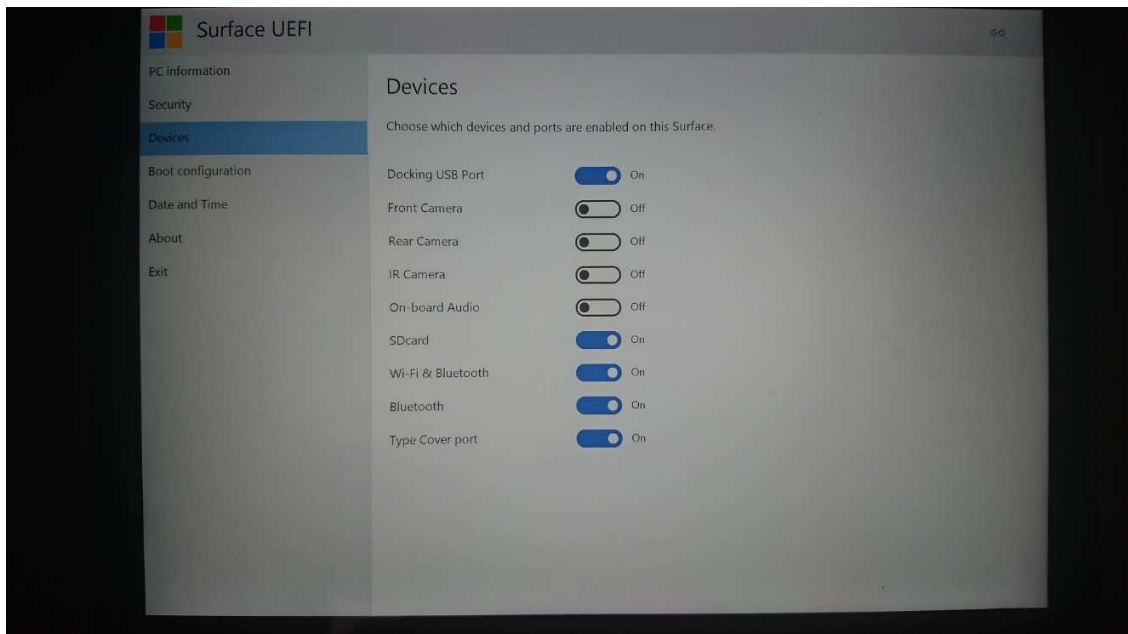 Surface UEFI
PC information
Security
Devices
Boot configuration
Date and Time
About
Exit
Devices
Choose which devices and ports are enabled on this Surface.
Docking USB Port On
Front Camera Off
Rear Camera Off
IR Camera Off
On-board Audio Off
SDcard On
Wi-Fi & Bluetooth On
Bluetooth On
Type Cover port On